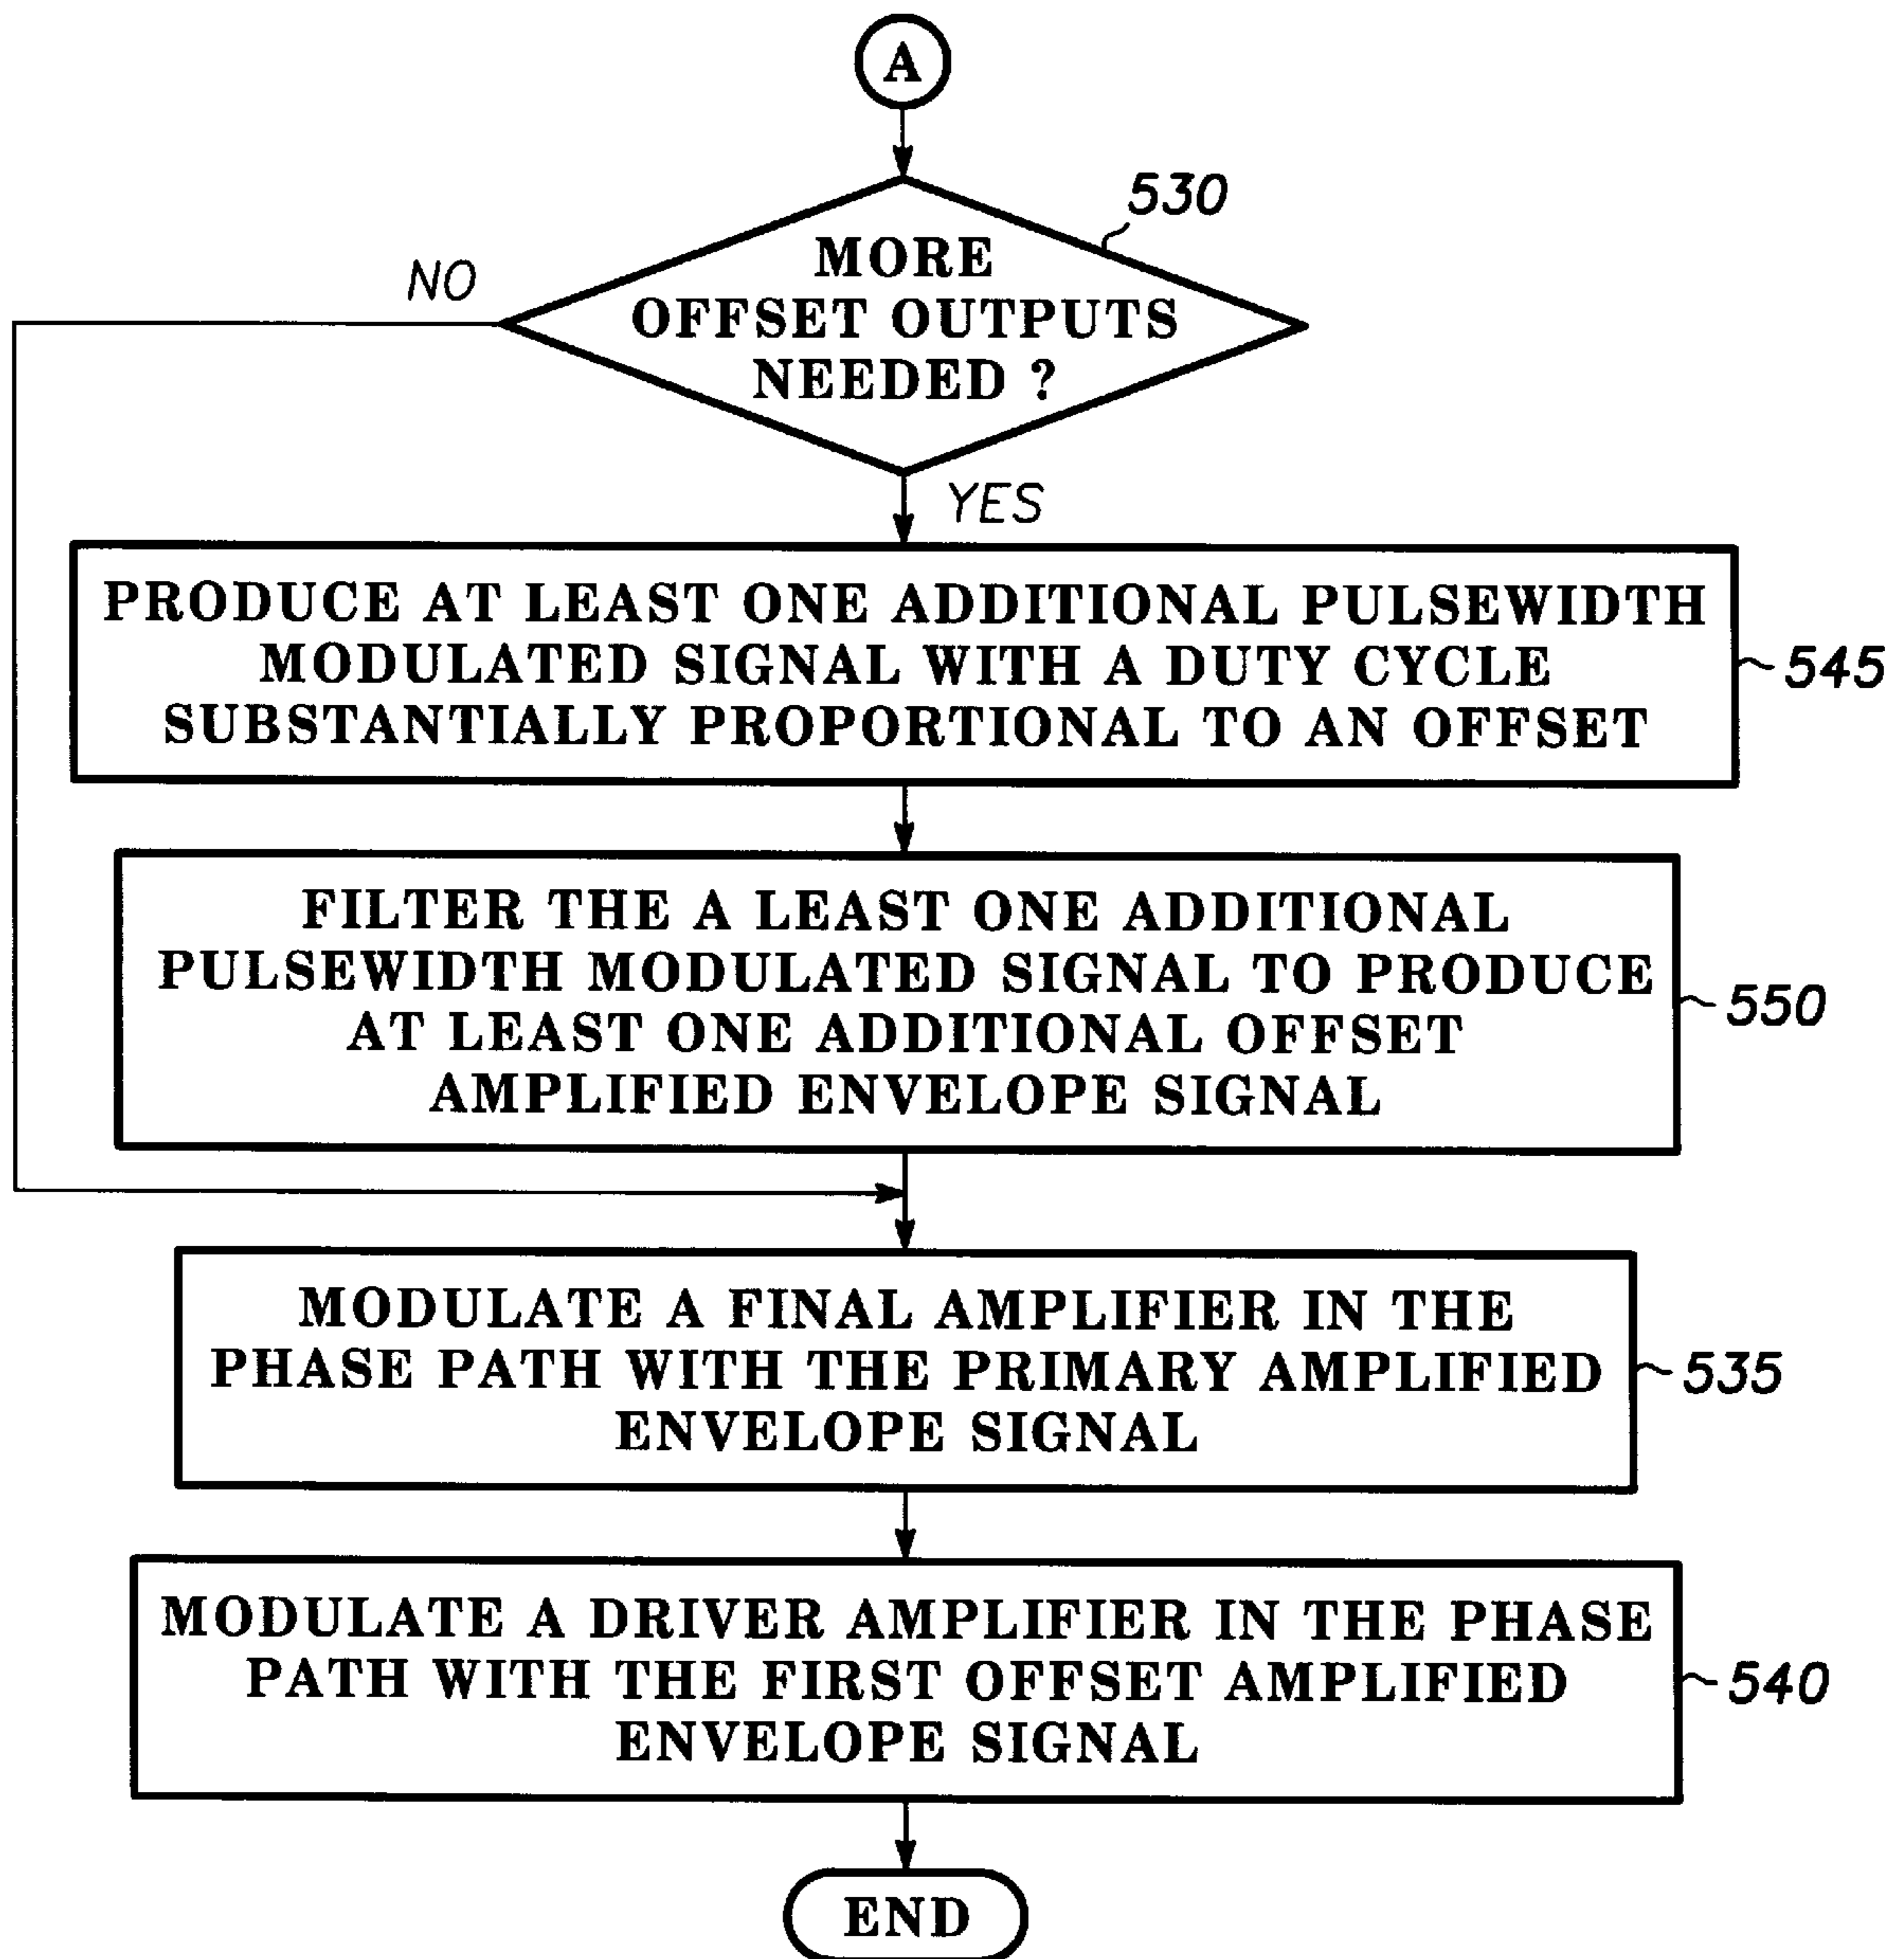 A
530
NO
MORE
OFFSET OUTPUTS
NEEDED ?
YES
PRODUCE AT LEAST ONE ADDITIONAL PULSEWIDTH
MODULATED SIGNAL WITH A DUTY CYCLE
SUBSTANTIALLY PROPORTIONAL TO AN OFFSET
545
FILTER THE A LEAST ONE ADDITIONAL
PULSEWIDTH MODULATED SIGNAL TO PRODUCE
AT LEAST ONE ADDITIONAL OFFSET
AMPLIFIED ENVELOPE SIGNAL
550
MODULATE A FINAL AMPLIFIER IN THE
PHASE PATH WITH THE PRIMARY AMPLIFIED
ENVELOPE SIGNAL
535
MODULATE A DRIVER AMPLIFIER IN THE PHASE
PATH WITH THE FIRST OFFSET AMPLIFIED
ENVELOPE SIGNAL
540
END